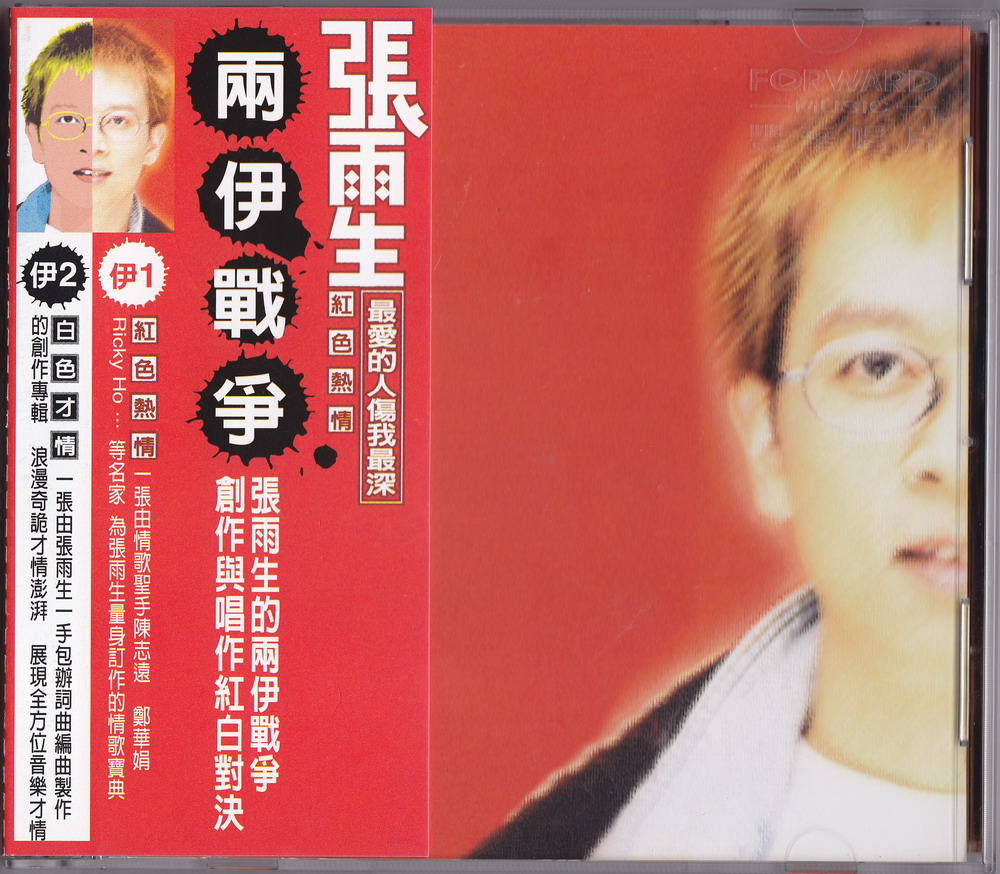 張雨生
最愛的人傷我最深
紅色熱情
兩伊戰爭
張雨生的兩伊戰爭
創作與唱作紅白對決
伊1
紅色熱情 一張由情歌聖手陳志遠 鄭華娟
Ricky Ho … 等名家 為張雨生量身訂作的情歌寶典
伊2
白色才情 一張由張雨生一手包辦詞曲編曲製作
的創作專輯 浪漫奇詭才情澎湃 展現全方位音樂才情
FORWARD
MUSIC
豐華唱片